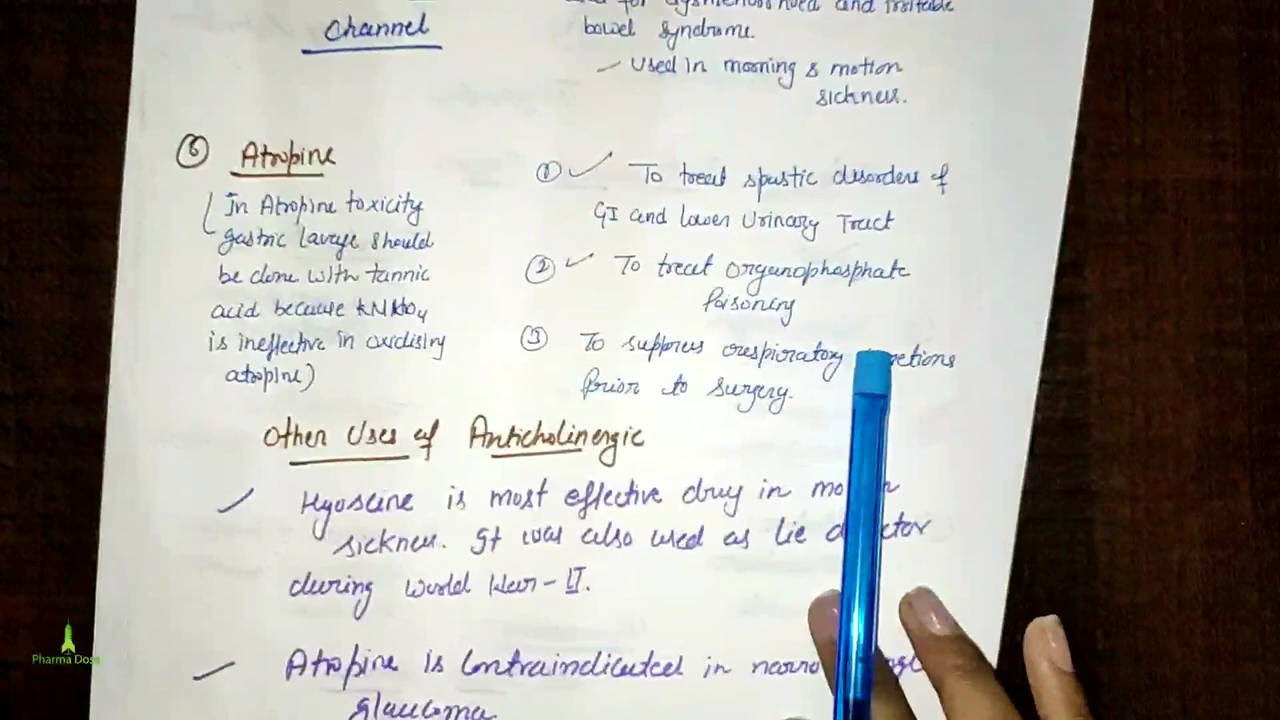 Channel
and irritable
bowel syndrome.
Used in morning & motion
sickness.
⑥ Atropine
(In Atropine toxicity
gastric lavage should
be done with tannic
acid because
is ineffective in oxidising
atropine)
① ✓ To treat spastic disorders of
GI and lower Urinary Tract
② ✓ To treat Organophosphate
Poisoning
③ To suppress respiratory
Prior to surgery.
Other Uses of Anticholinergic
Hyoscine is most effective drug in
sickness. It was also used as lie
during World War-II.
Atropine is Contraindicated in
glaucoma
Pharma Dose